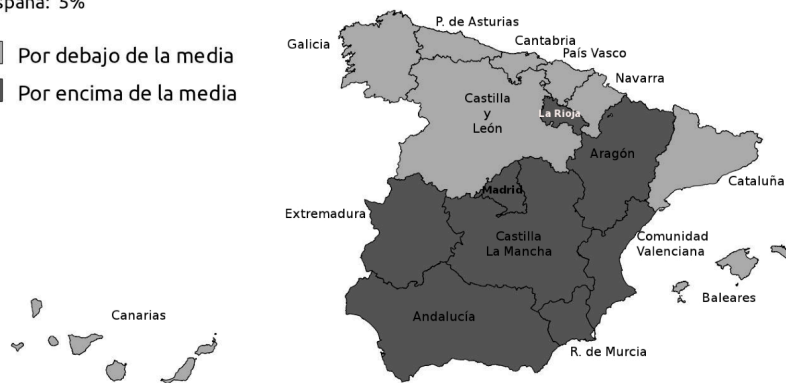 España: 5%
Por debajo de la media
Por encima de la media
P. de Asturias
Galicia
Cantabria
País Vasco
Navarra
Castilla
y
León
La Rioja
Aragón
Cataluña
Madrid
Extremadura
Castilla
La Mancha
Comunidad
Valenciana
Baleares
Canarias
Andalucía
R. de Murcia